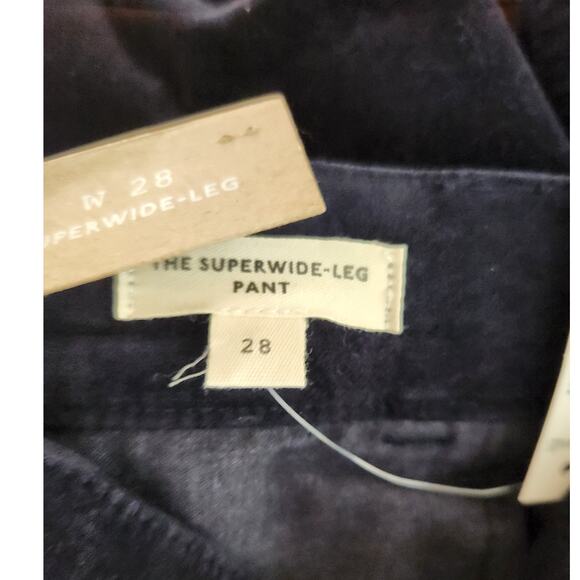 W 28
SUPERWIDE-LEG
THE SUPERWIDE-LEG
PANT
28